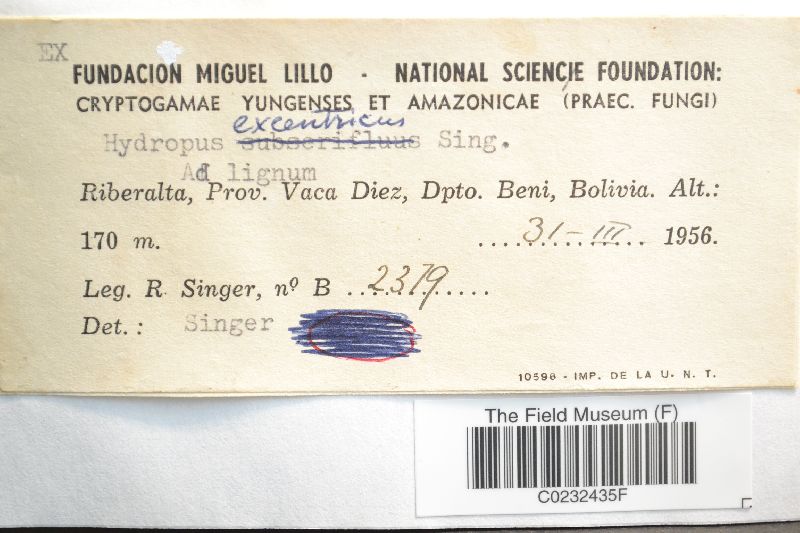 EX
FUNDACION MIGUEL LILLO - NATIONAL SCIENCIE FOUNDATION:
CRYPTOGAMAE YUNGENSES ET AMAZONICAE (PRAEC. FUNGI)
excentricus
Hydropus subscrifluus Sing.
Ad lignum
Riberalta, Prov. Vaca Diez, Dpto. Beni, Bolivia. Alt.:
170 m. 31-III 1956.
Leg. R. Singer, nº B 2379
Det.: Singer
10596 - IMP. DE LA U. N. T.
The Field Museum (F)
C0232435F